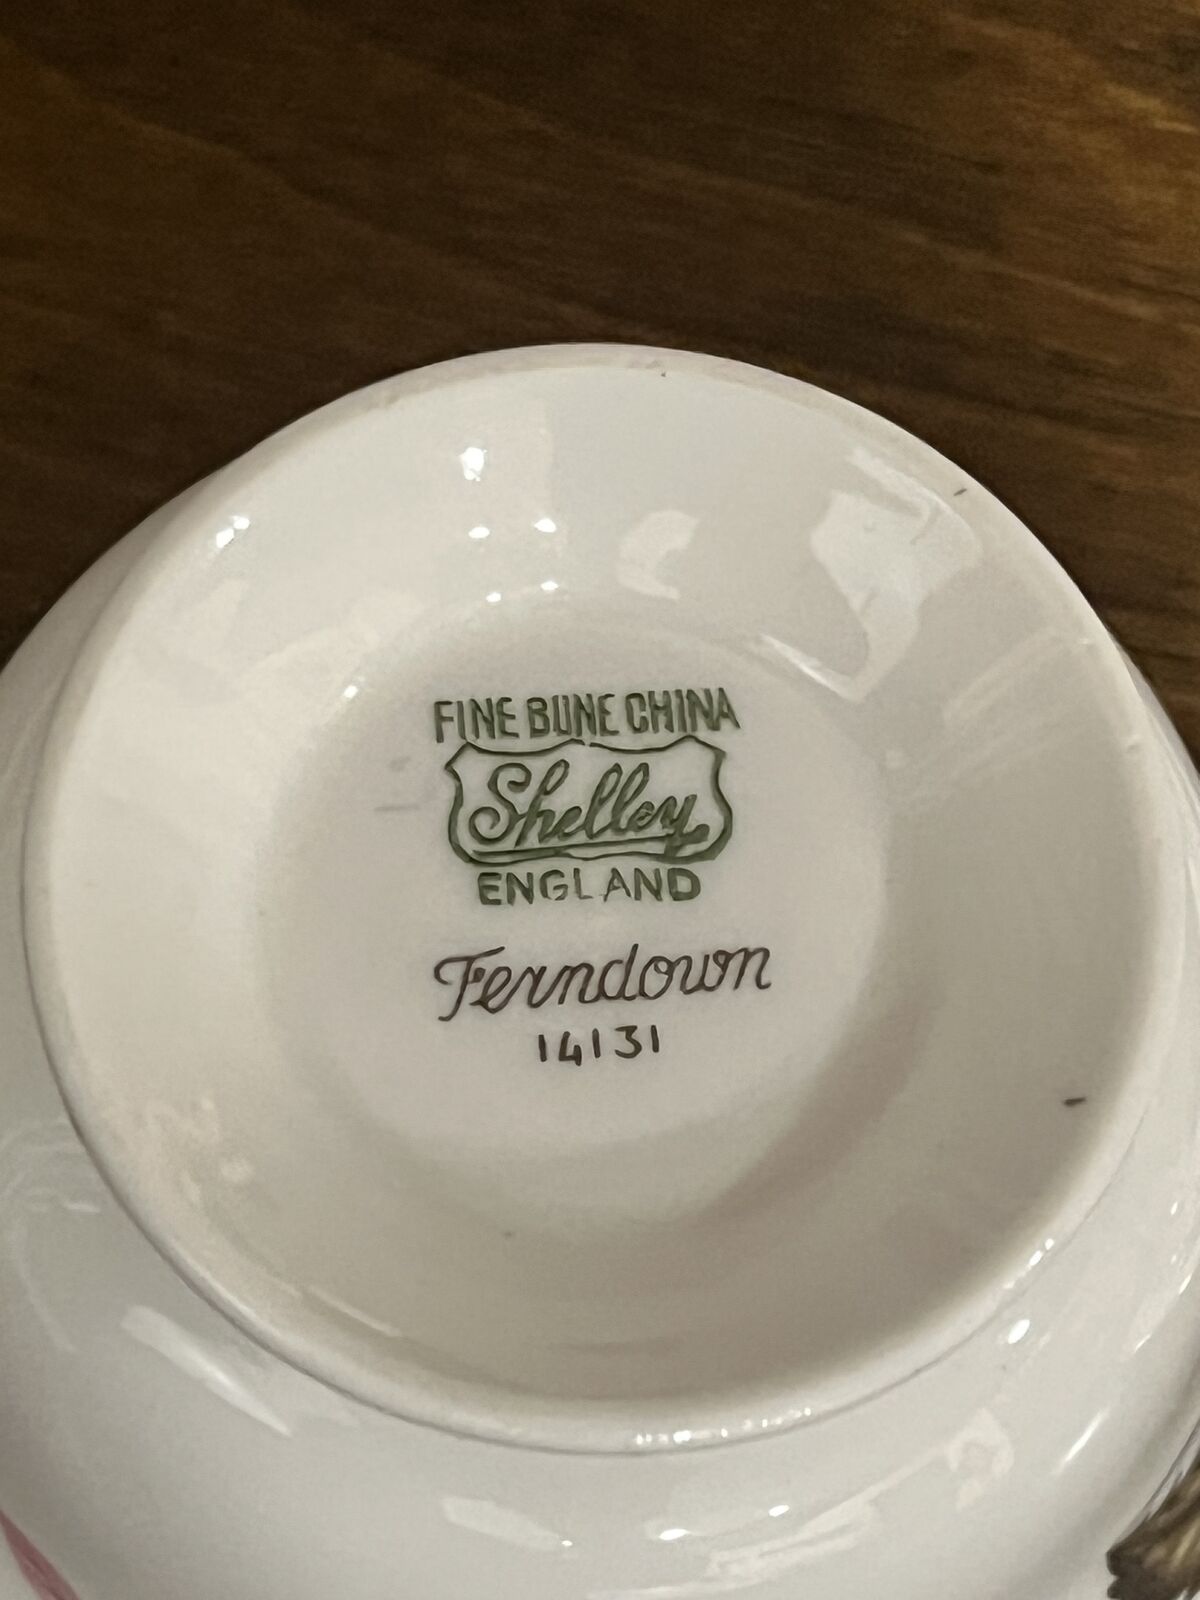 FINE BONE CHINA
Shelley
ENGLAND
Ferndown
14131